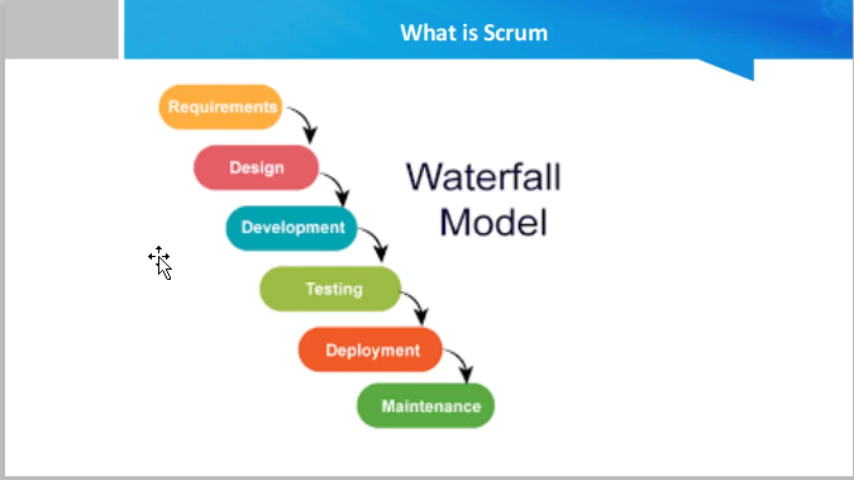 What is Scrum
Requirements
Design
Waterfall
Model
Development
Testing
Deployment
Maintenance